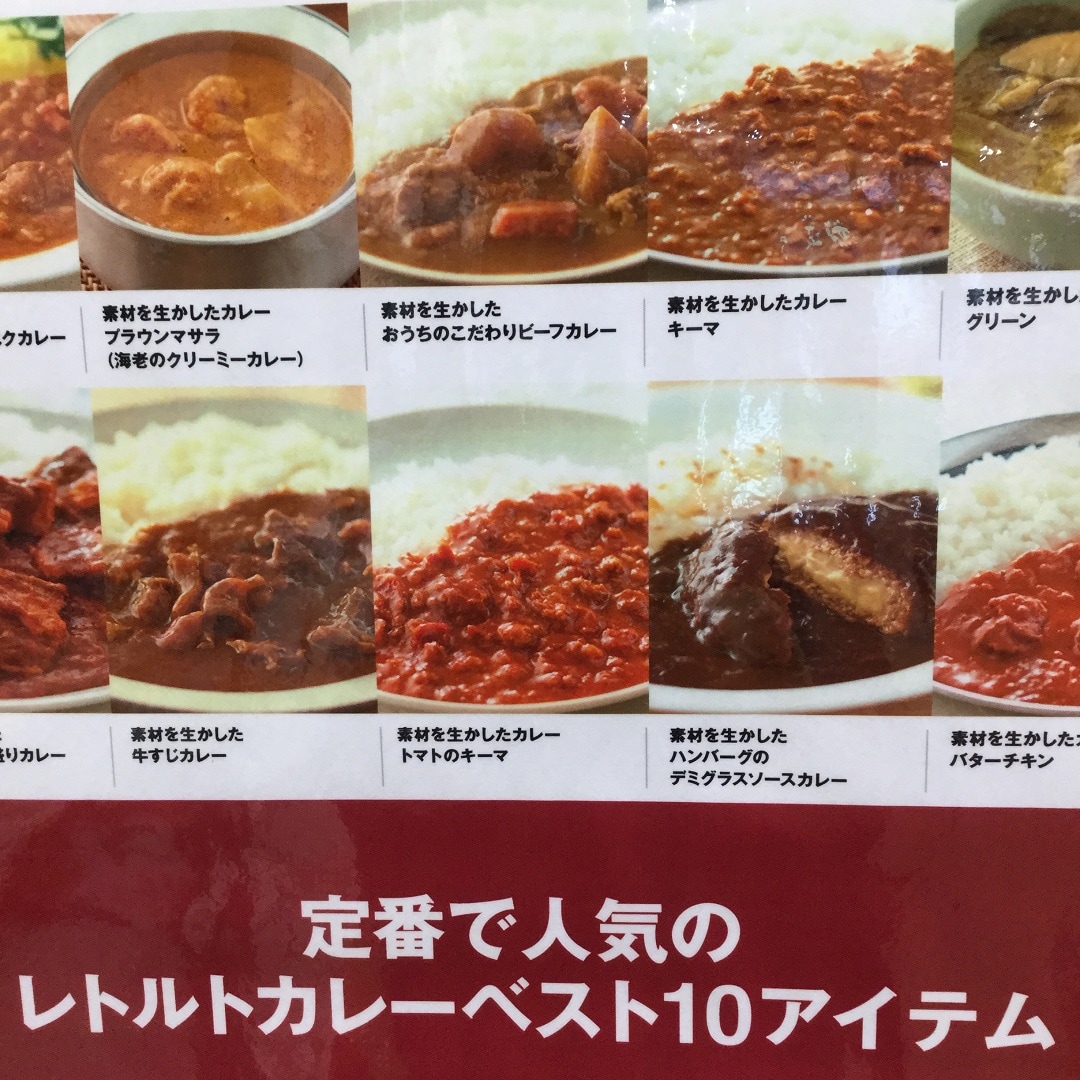 クカレー
素材を生かしたカレー
ブラウンマサラ
（海老のクリーミーカレー）
素材を生かした
おうちのこだわりビーフカレー
素材を生かしたカレー
キーマ
素材を生かし
グリーン
盛りカレー
素材を生かした
牛すじカレー
素材を生かしたカレー
トマトのキーマ
素材を生かした
ハンバーグの
デミグラスソースカレー
素材を生かした
バターチキン
定番で人気の
レトルトカレーベスト10アイテム